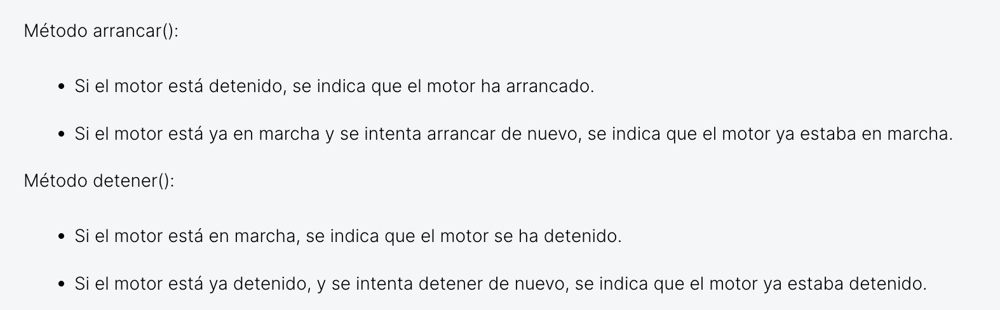 Método arrancar():
• Si el motor está detenido, se indica que el motor ha arrancado.
• Si el motor está ya en marcha y se intenta arrancar de nuevo, se indica que el motor ya estaba en marcha.
Método detener():
• Si el motor está en marcha, se indica que el motor se ha detenido.
• Si el motor está ya detenido, y se intenta detener de nuevo, se indica que el motor ya estaba detenido.